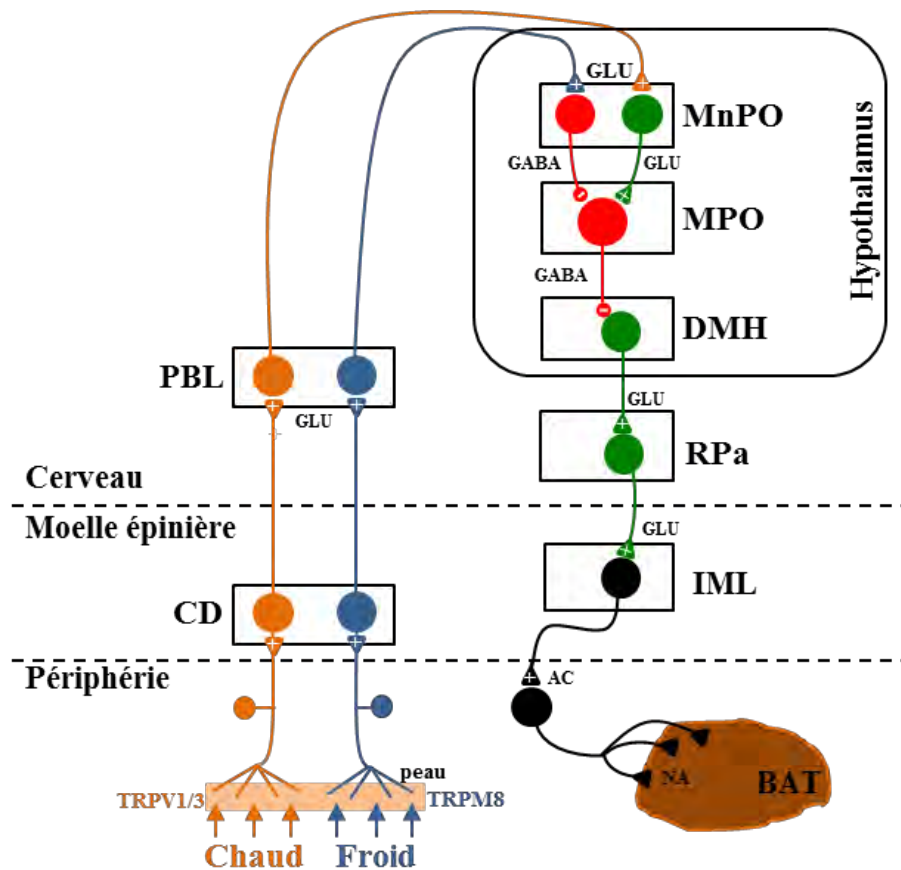 GLU
MnPO
GABA
GLU
MPO
GABA
DMH
Hypothalamus
PBL
GLU
GLU
RPa
Cerveau
Moelle épinière
GLU
CD
IML
Périphérie
AC
peau
NA
BAT
TRPV1/3
TRPM8
Chaud
Froid